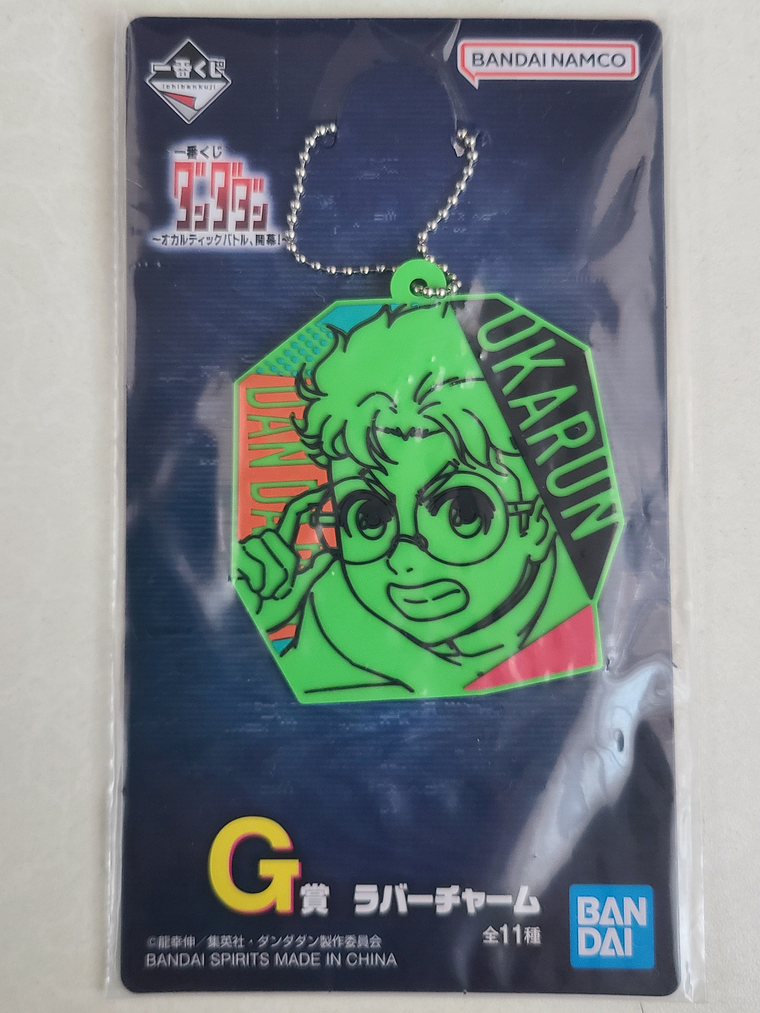 一番くじ
ichibankuji
BANDAI NAMCO
一番くじ
ダンダダン
～オカルティックバトル、開幕！～
OKARUN
DAN DA
G賞 ラバーチャーム
全11種
©龍幸伸／集英社・ダンダダン製作委員会
BANDAI SPIRITS MADE IN CHINA
BAN
DAI